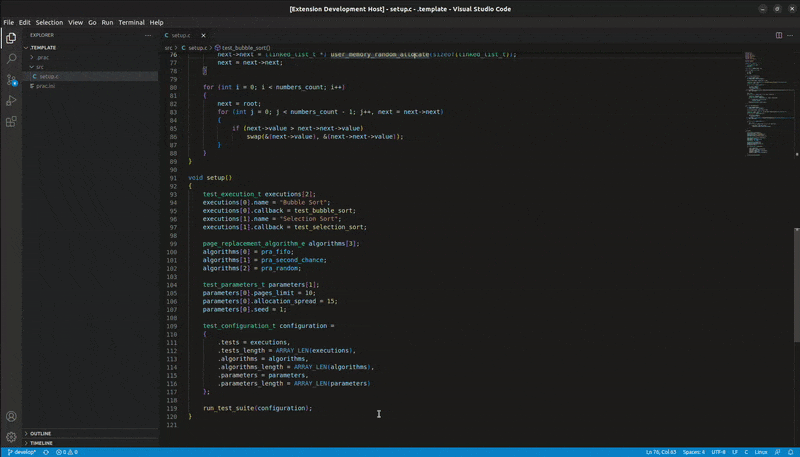 [Extension Development Host] - setup.c - .template - Visual Studio Code
File Edit Selection View Go Run Terminal Help
EXPLORER
.TEMPLATE
.prac
src
setup.c
prac.ini
OUTLINE
TIMELINE
setup.c
src > setup.c > test_bubble_sort()
76 next->next = (linked_list_t *) user_memory_random_allocate(sizeof(linked_list_t));
77 next = next->next;
78 }
79
80 for (int i = 0; i < numbers_count; i++)
81 {
82 next = root;
83 for (int j = 0; j < numbers_count - 1; j++, next = next->next)
84 {
85 if (next->value > next->next->value)
86 swap(&(next->value), &(next->next->value));
87 }
88 }
89 }
90
91 void setup()
92 {
93 test_execution_t executions[2];
94 executions[0].name = "Bubble Sort";
95 executions[0].callback = test_bubble_sort;
96 executions[1].name = "Selection Sort";
97 executions[1].callback = test_selection_sort;
98
99 page_replacement_algorithm_e algorithms[3];
100 algorithms[0] = pra_fifo;
101 algorithms[1] = pra_second_chance;
102 algorithms[2] = pra_random;
103
104 test_parameters_t parameters[1];
105 parameters[0].pages_limit = 10;
106 parameters[0].allocation_spread = 15;
107 parameters[0].seed = 1;
108
109 test_configuration_t configuration =
110 {
111 .tests = executions,
112 .tests_length = ARRAY_LEN(executions),
113 .algorithms = algorithms,
114 .algorithms_length = ARRAY_LEN(algorithms),
115 .parameters = parameters,
116 .parameters_length = ARRAY_LEN(parameters)
117 };
118
119 run_test_suite(configuration);
120 }
121
develop* 0 0 Ln 76, Col 63 Spaces: 4 UTF-8 LF C Linux